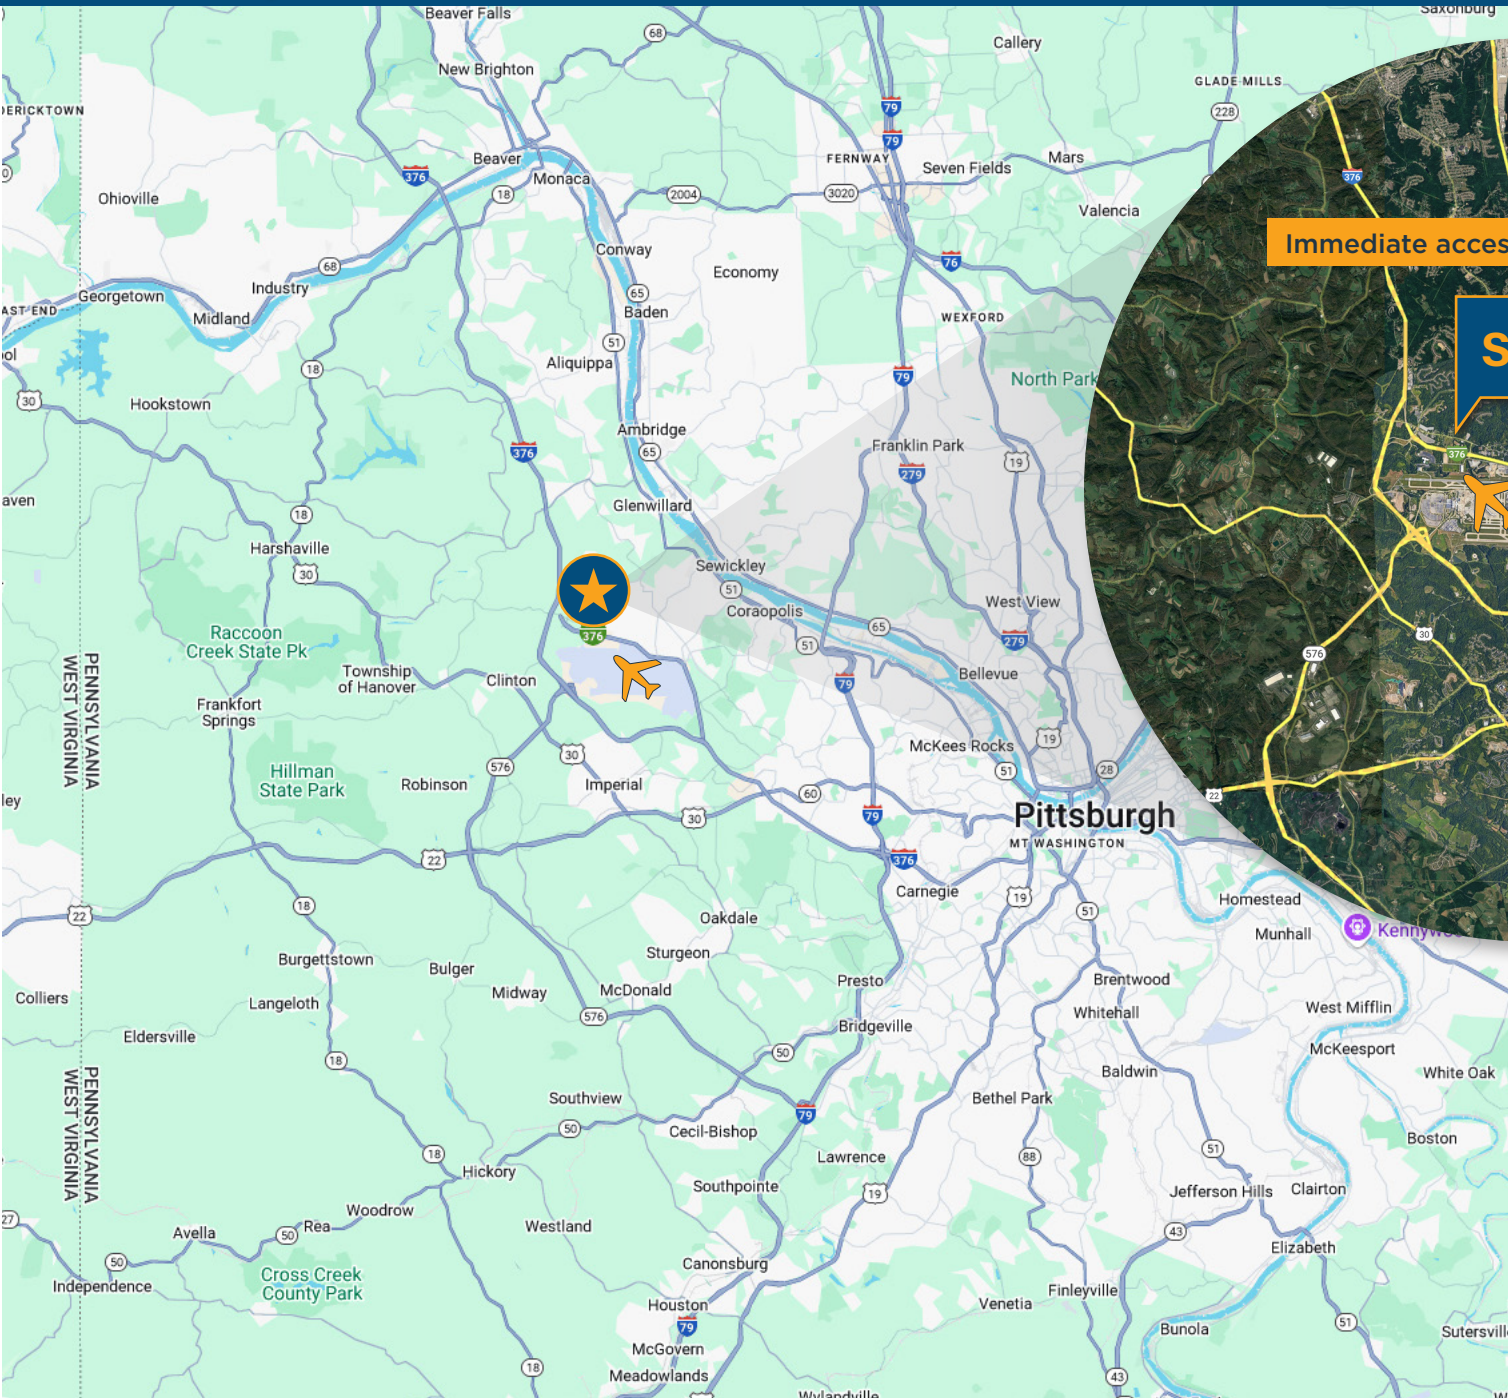 Beaver Falls
68
Callery
New Brighton
GLADE MILLS
79
228
79
Beaver
FERNWAY
Mars
376
Seven Fields
376
Monaca
18
2004
3020
Ohioville
Valencia
Immediate
Conway
76
68
Economy
Industry
65
Georgetown
Baden
WEXFORD
AST END
Midland
51
S
Aliquippa
18
79
North Park
30
Hookstown
Ambridge
Franklin Park
376
65
19
376
279
Glenwillard
18
Harshaville
Sewickley
30
51
West View
Coraopolis
65
Raccoon
Creek State Pk
376
279
30
51
576
Township
of Hanover
Clinton
79
Bellevue
PENNSYLVANIA
WEST VIRGINIA
Frankfort
Springs
McKees Rocks
19
576
30
51
28
Hillman
State Park
Robinson
Imperial
60
22
Pittsburgh
30
79
MT WASHINGTON
22
376
Carnegie
19
Homestead
18
51
22
Oakdale
Munhall
Sturgeon
Burgettstown
Bulger
Presto
Brentwood
Midway
McDonald
Colliers
Langeloth
Whitehall
West Mifflin
576
Bridgeville
Eldersville
McKeesport
50
18
Baldwin
White Oak
PENNSYLVANIA
WEST VIRGINIA
Southview
Bethel Park
79
50
Cecil-Bishop
Boston
18
Lawrence
88
51
Hickory
Southpointe
19
Jefferson Hills
Clairton
Woodrow
27
Rea
Westland
43
Avella
50
Elizabeth
50
Canonsburg
Independence
Cross Creek
County Park
Finleyville
Houston
Venetia
79
51
Bunola
McGovern
18
Meadowlands
43